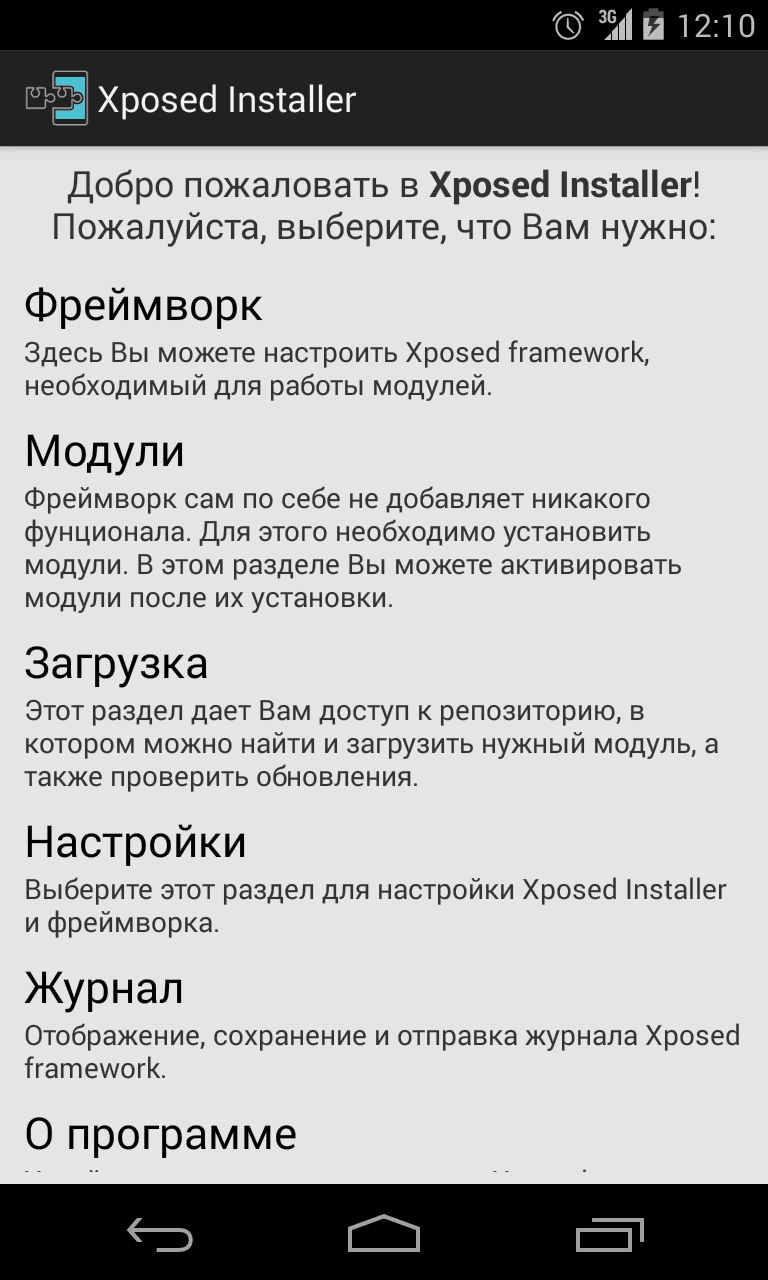 3G 12:10
Xposed Installer
Добро пожаловать в Xposed Installer!
Пожалуйста, выберите, что Вам нужно:
Фреймворк
Здесь Вы можете настроить Xposed framework,
необходимый для работы модулей.
Модули
Фреймворк сам по себе не добавляет никакого
фунционала. Для этого необходимо установить
модули. В этом разделе Вы можете активировать
модули после их установки.
Загрузка
Этот раздел дает Вам доступ к репозиторию, в
котором можно найти и загрузить нужный модуль, а
также проверить обновления.
Настройки
Выберите этот раздел для настройки Xposed Installer
и фреймворка.
Журнал
Отображение, сохранение и отправка журнала Xposed
framework.
О программе